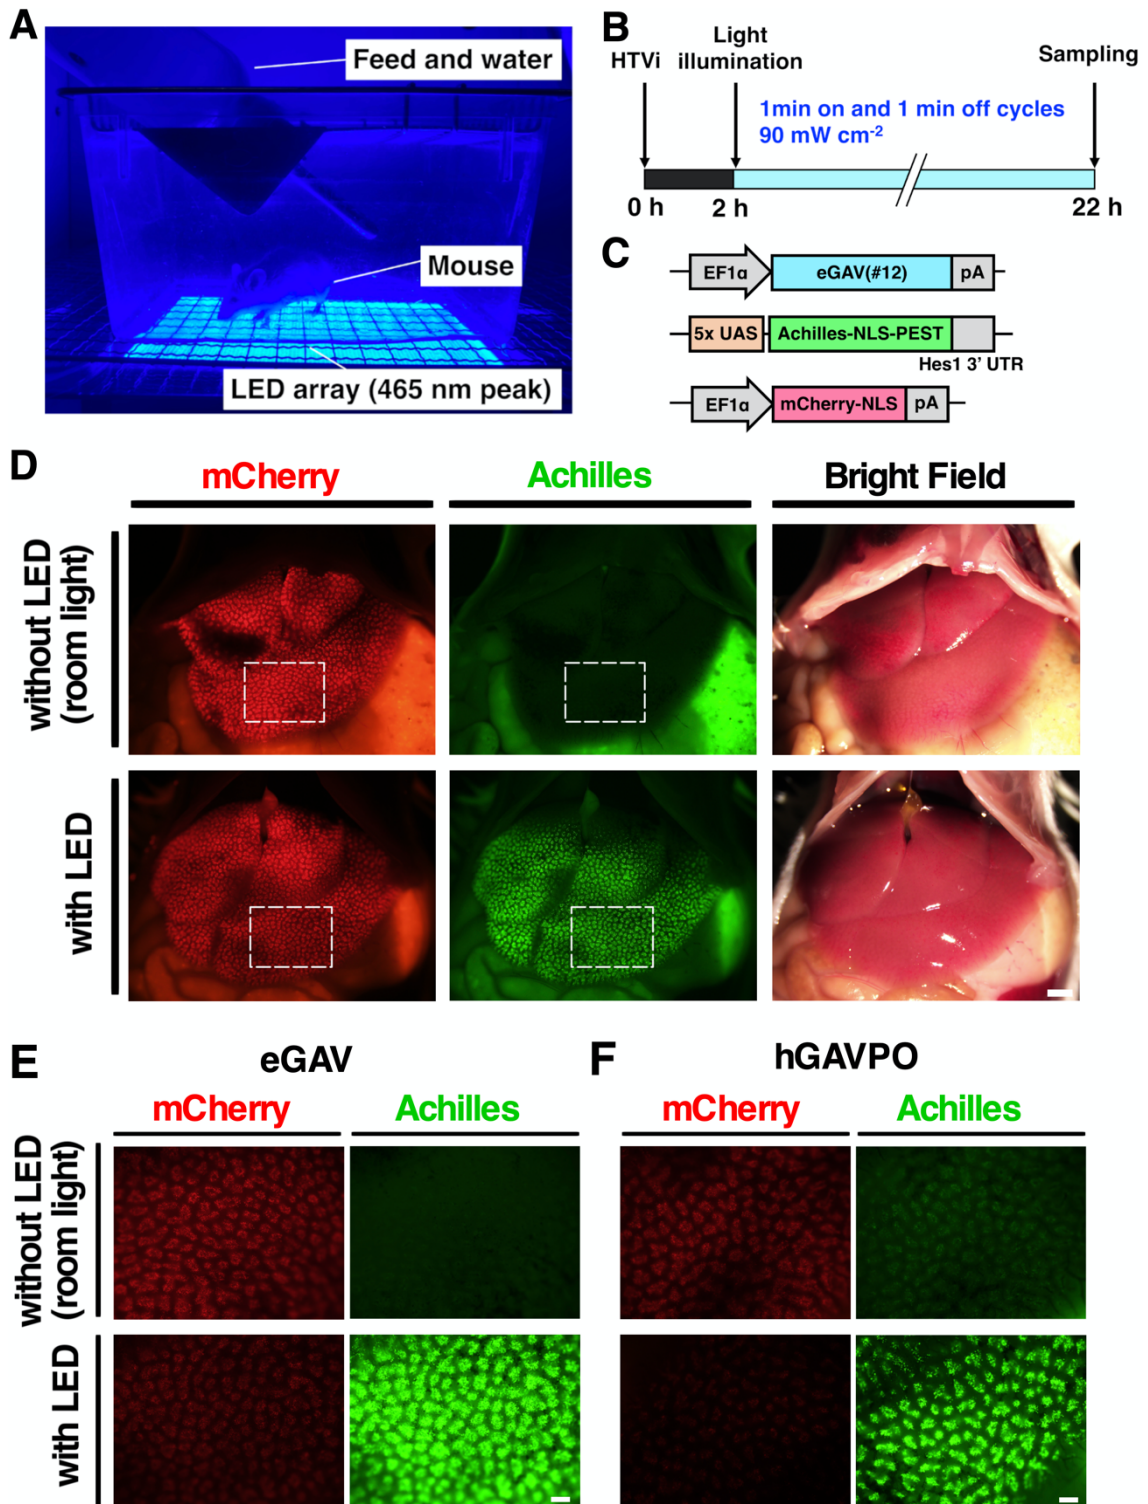 A
Feed and water
Mouse
LED array (465 nm peak)
B
HTVi
Light
illumination
Sampling
1min on and 1 min off cycles
90 mW cm-2
0 h
2 h
22 h
C
EF1α
eGAV(#12)
pA
5x UAS
Achilles-NLS-PEST
Hes1 3' UTR
EF1α
mCherry-NLS
pA
D
mCherry
Achilles
Bright Field
without LED
(room light)
with LED
E
eGAV
mCherry
Achilles
without LED
(room light)
with LED
F
hGAVPO
mCherry
Achilles